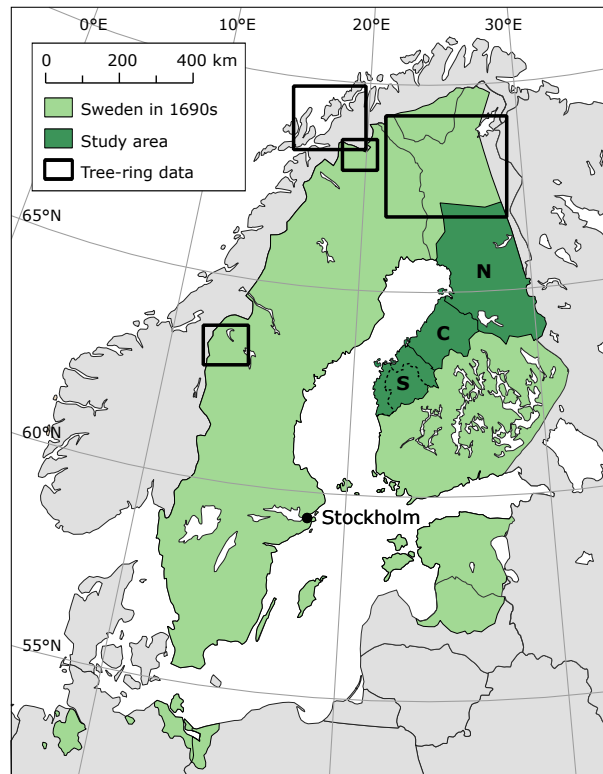 0°E 10°E 20°E 30°E
0 200 400 km
Sweden in 1690s
Study area
Tree-ring data
65°N
N
C
S
60°N
Stockholm
55°N